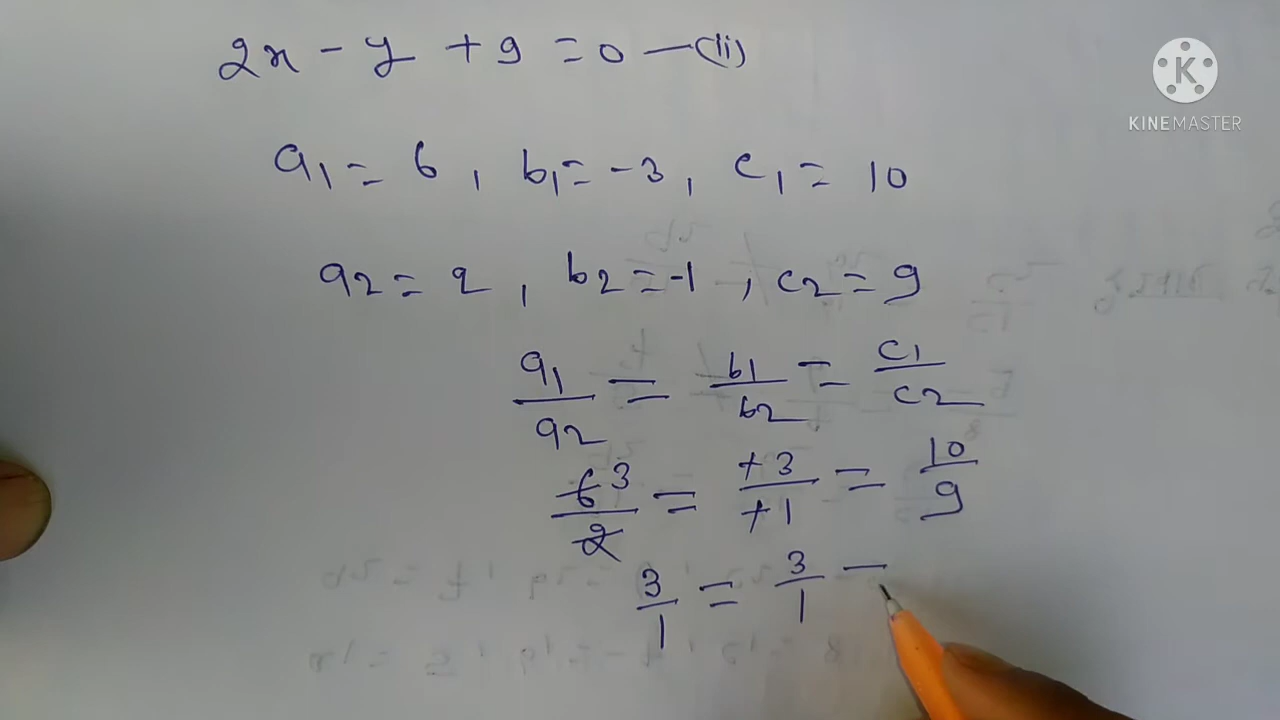 2x - y + 9 = 0 — (ii)
K
KINEMASTER
a1 = 6, b1 = -3, c1 = 10
a2 = 2, b2 = -1, c2 = 9
a1/a2 = b1/b2 = c1/c2
6 3/2 = +3/+1 = 10/9
3/1 = 3/1 =